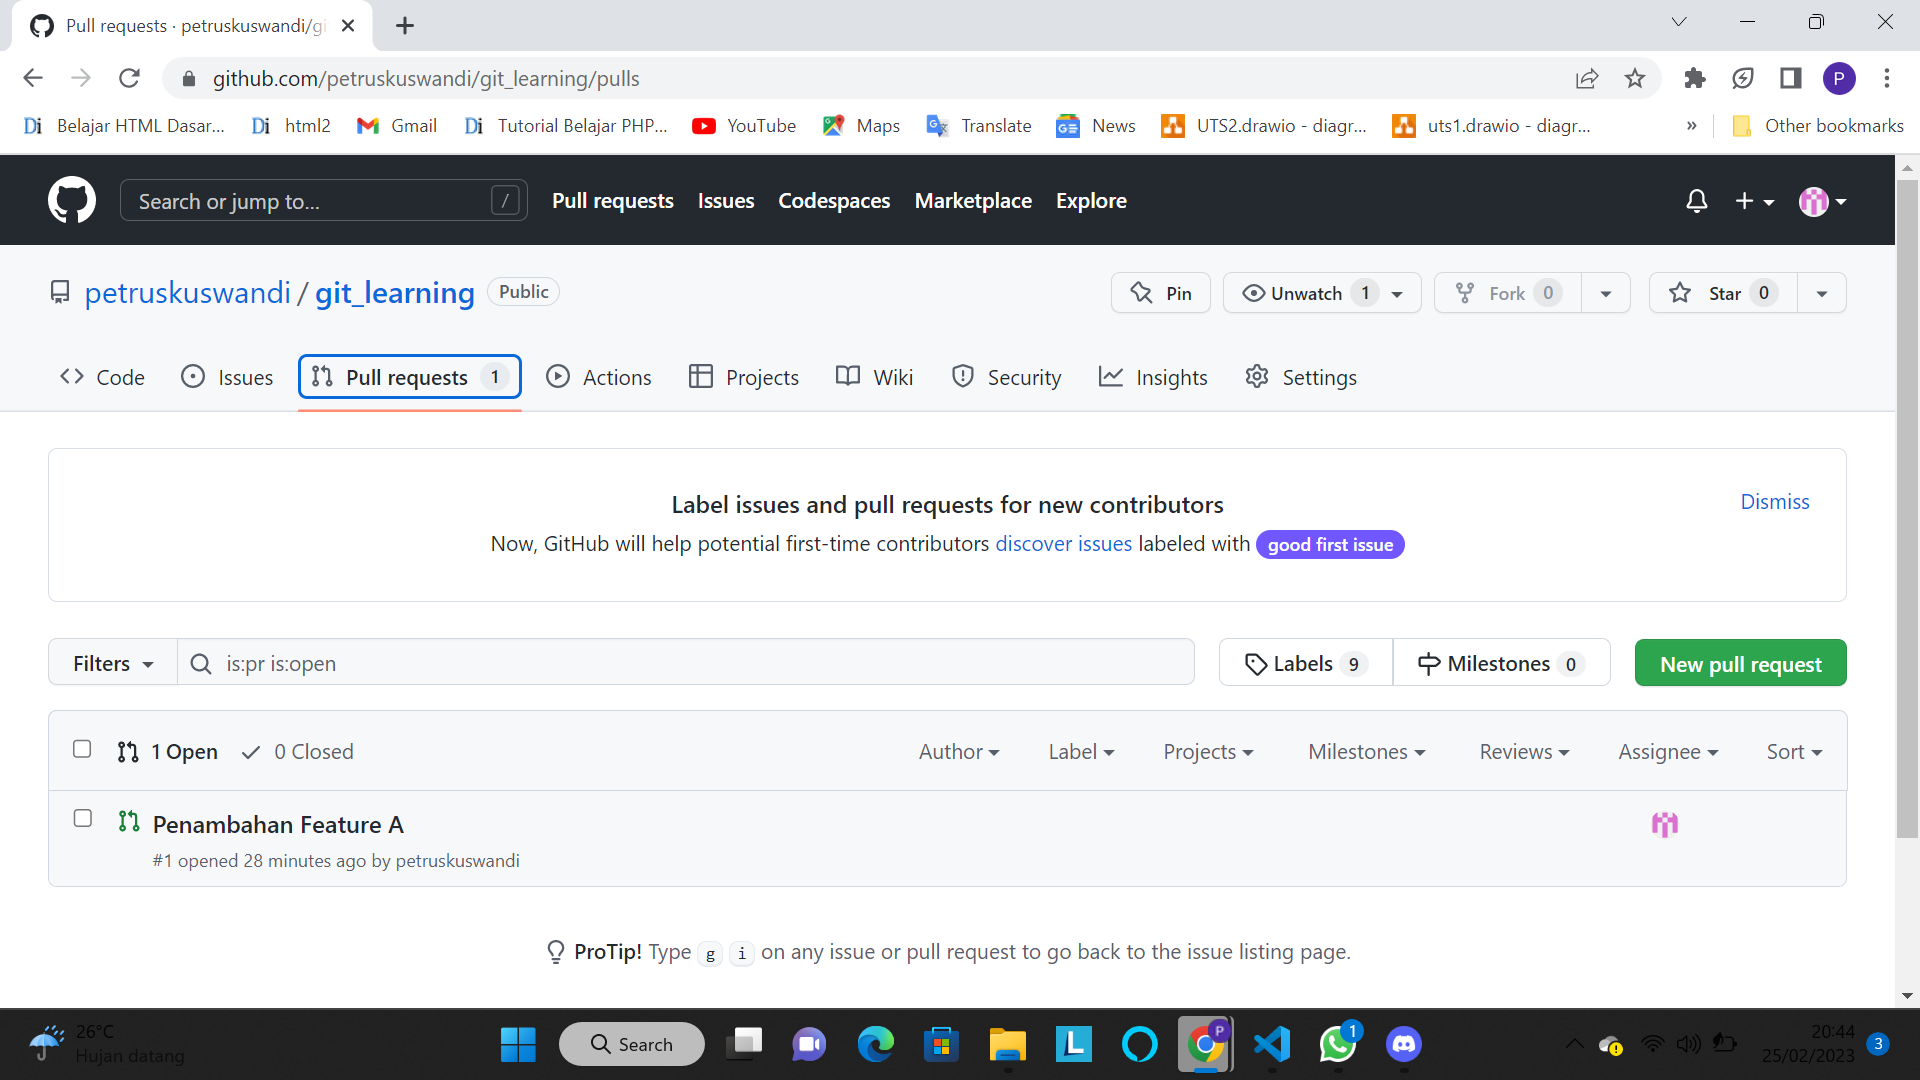 Pull requests · petruskuswandi/gi
github.com/petruskuswandi/git_learning/pulls
P
Belajar HTML Dasar... html2 Gmail Tutorial Belajar PHP... YouTube Maps Translate News UTS2.drawio - diagr... uts1.drawio - diagr... » Other bookmarks
Search or jump to... / Pull requests Issues Codespaces Marketplace Explore
petruskuswandi / git_learning Public
Pin Unwatch 1 Fork 0 Star 0
Code Issues Pull requests 1 Actions Projects Wiki Security Insights Settings
Label issues and pull requests for new contributors
Dismiss
Now, GitHub will help potential first-time contributors discover issues labeled with good first issue
Filters is:pr is:open Labels 9 Milestones 0 New pull request
1 Open 0 Closed Author Label Projects Milestones Reviews Assignee Sort
Penambahan Feature A
#1 opened 28 minutes ago by petruskuswandi
ProTip! Type g i on any issue or pull request to go back to the issue listing page.
26°C
Hujan datang
Search
P
1
20:44
25/02/2023
3